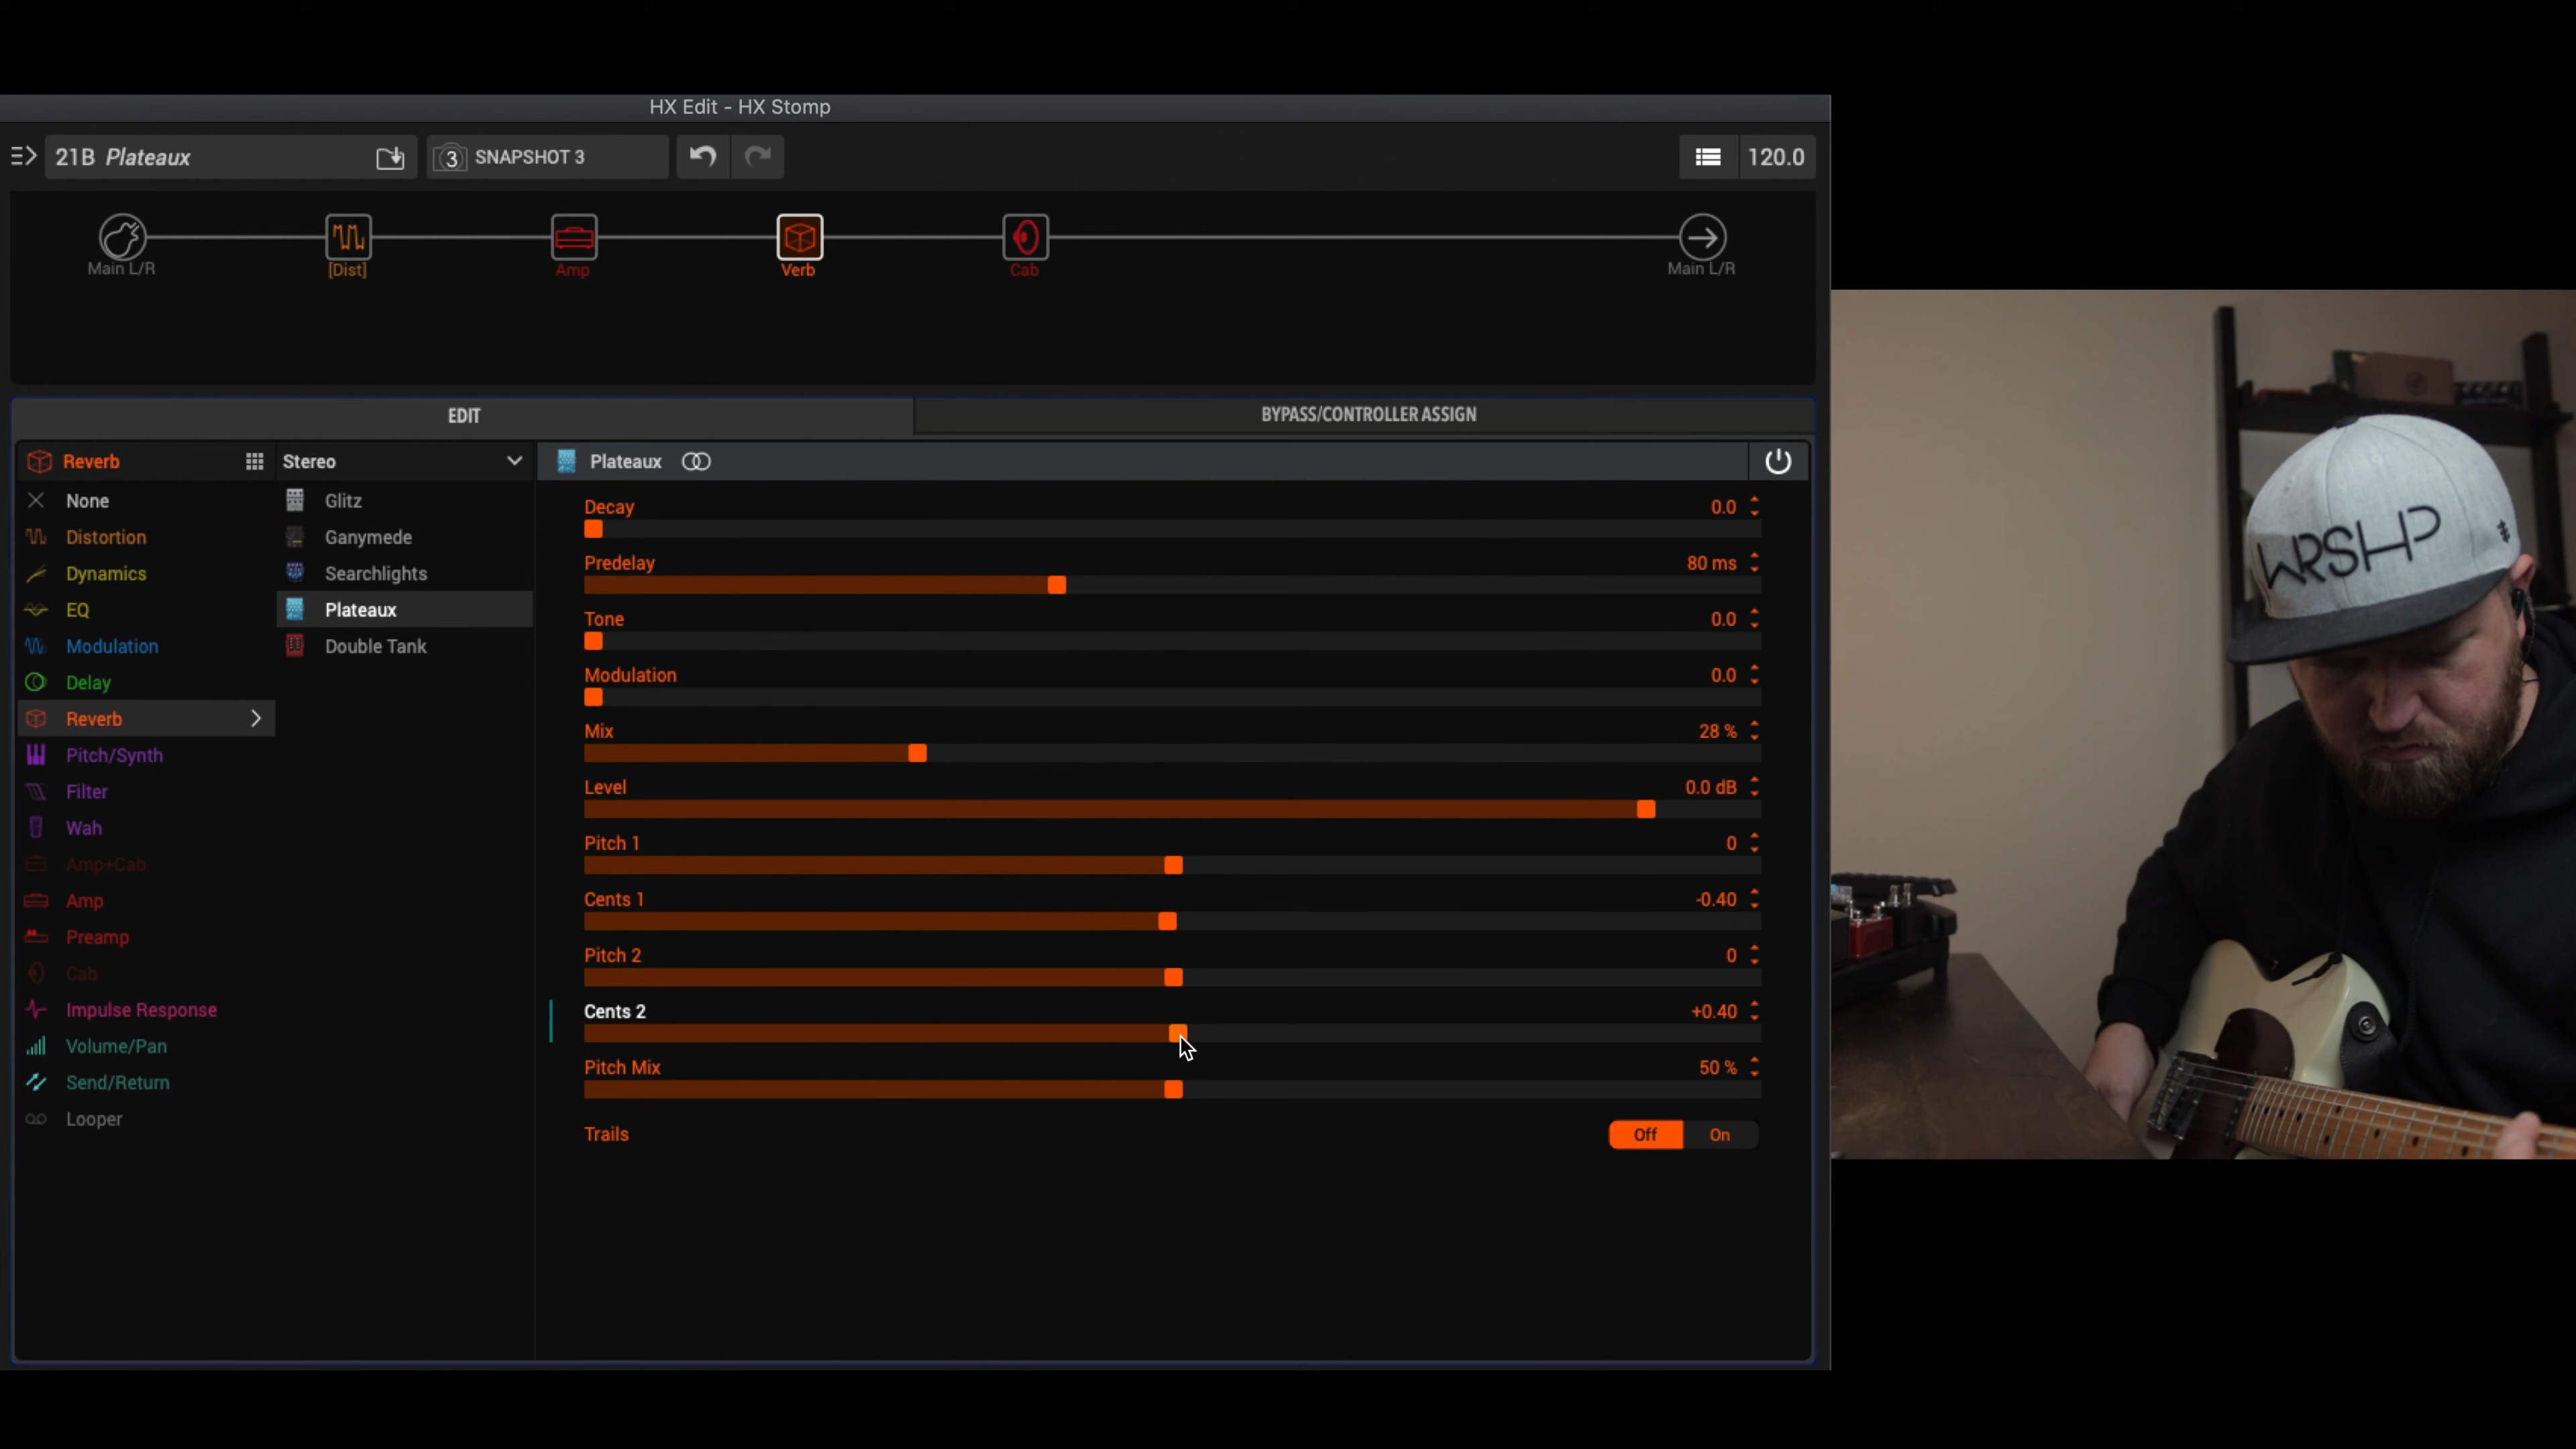 HX Edit - HX Stomp
21B Plateaux
3 SNAPSHOT 3
120.0
Main L/R
[Dist]
Amp
Verb
Cab
Main L/R
EDIT
BYPASS/CONTROLLER ASSIGN
Reverb
Stereo
Plateaux
None
Distortion
Dynamics
EQ
Modulation
Delay
Reverb
Pitch/Synth
Filter
Wah
Amp+Cab
Amp
Preamp
Cab
Impulse Response
Volume/Pan
Send/Return
Looper
Glitz
Ganymede
Searchlights
Plateaux
Double Tank
Decay 0.0
Predelay 80 ms
Tone 0.0
Modulation 0.0
Mix 28 %
Level 0.0 dB
Pitch 1 0
Cents 1 -0.40
Pitch 2 0
Cents 2 +0.40
Pitch Mix 50 %
Trails Off On
WRSHP